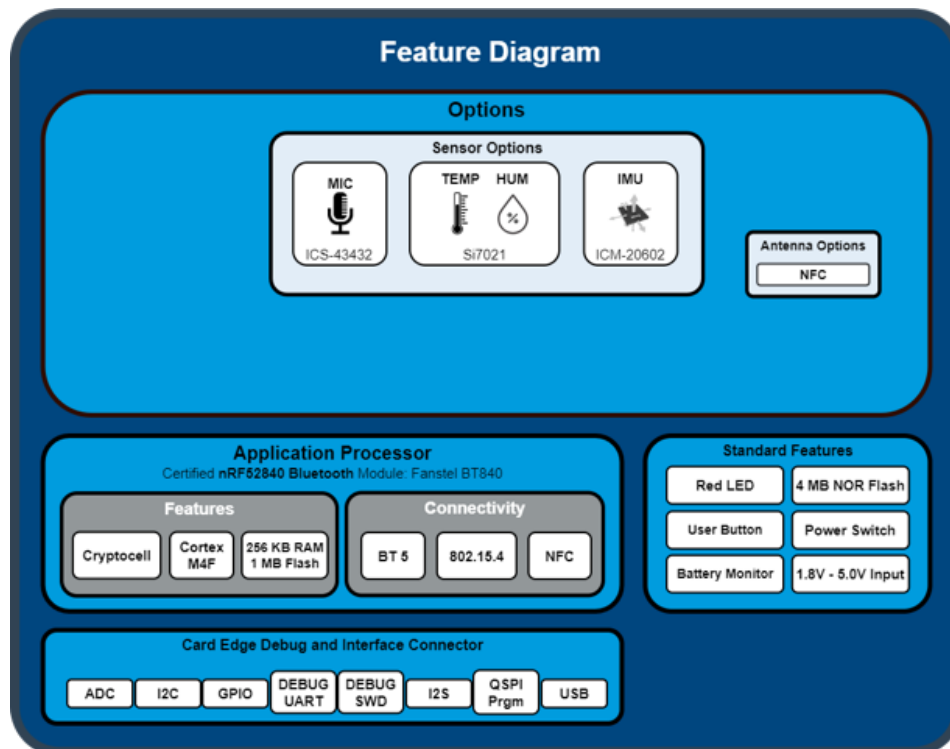 Feature Diagram
Options
Sensor Options
MIC
ICS-43432
TEMP HUM
%
Si7021
IMU
ICM-20602
Antenna Options
NFC
Application Processor
Certified nRF52840 Bluetooth Module: Fanstel BT840
Features
Cryptocell
Cortex
M4F
256 KB RAM
1 MB Flash
Connectivity
BT 5
802.15.4
NFC
Standard Features
Red LED
4 MB NOR Flash
User Button
Power Switch
Battery Monitor
1.8V - 5.0V Input
Card Edge Debug and Interface Connector
ADC
I2C
GPIO
DEBUG
UART
DEBUG
SWD
I2S
QSPI
Prgm
USB